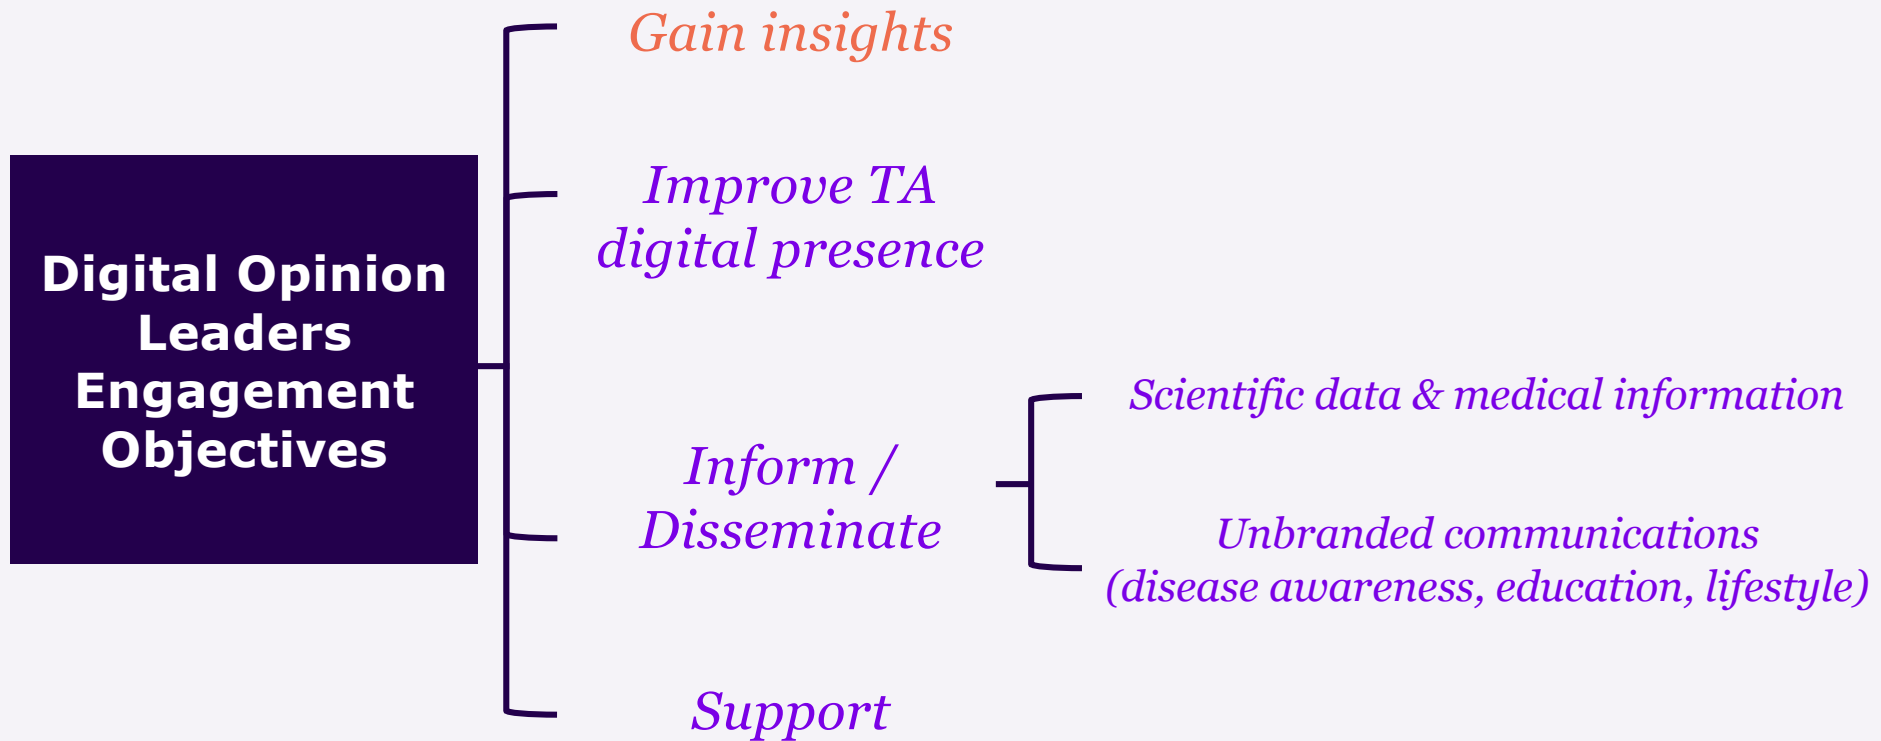 Digital Opinion
Leaders
Engagement
Objectives
Gain insights
Improve TA
digital presence
Inform /
Disseminate
Scientific data & medical information
Unbranded communications
(disease awareness, education, lifestyle)
Support